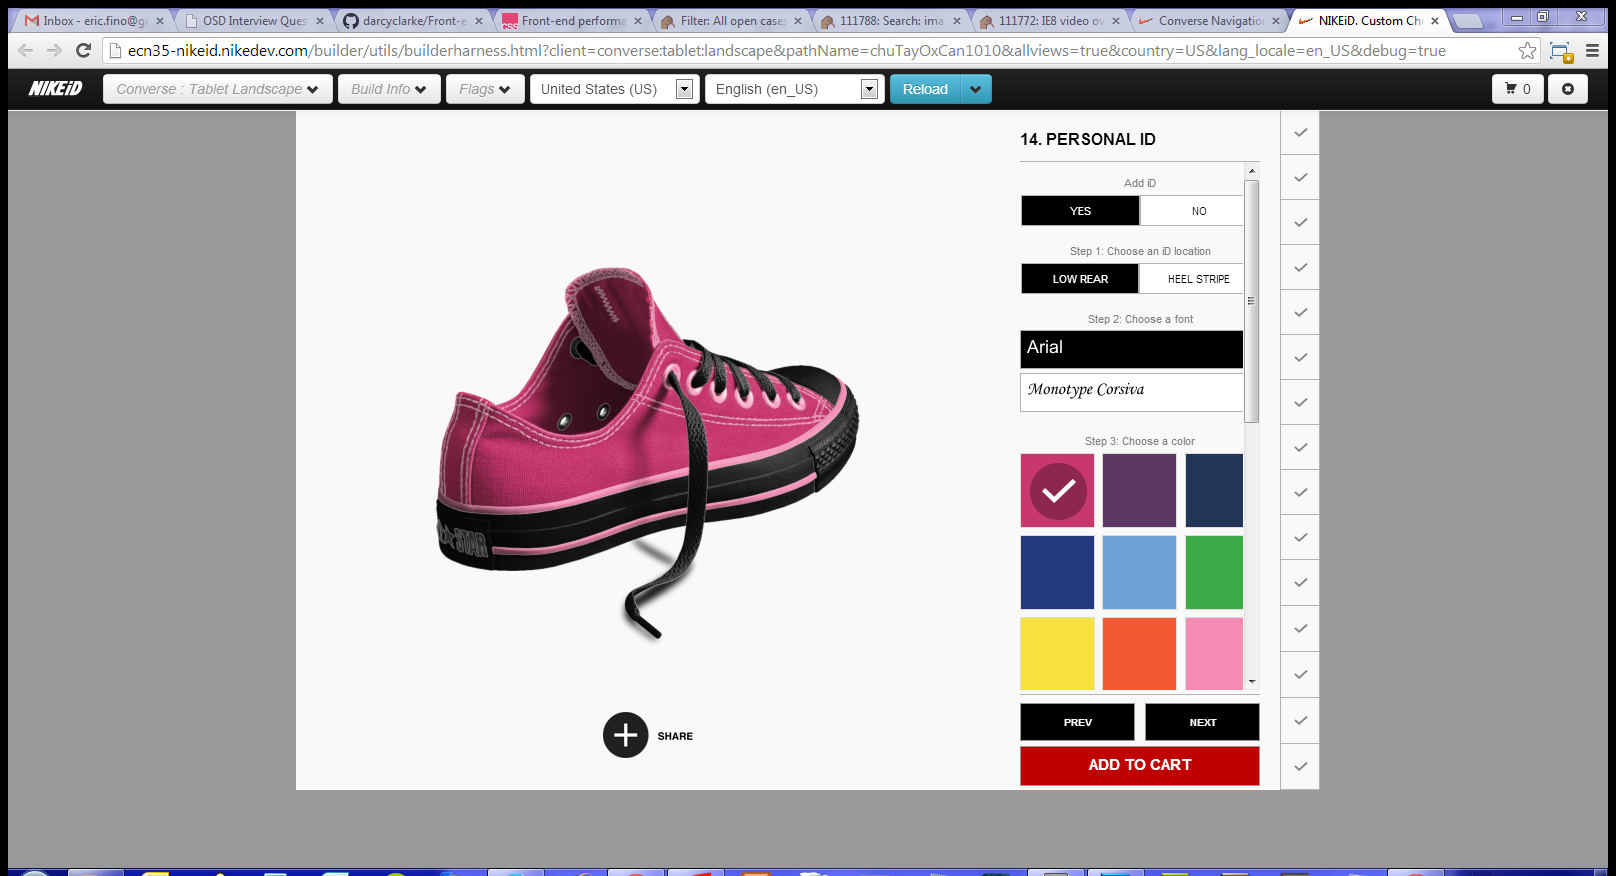 Inbox - eric.fino@gr
OSD Interview Ques
darcyclarke/Front-e
Front-end performa
Filter: All open cases
111788: Search: ima
111772: IE8 video ov
Converse Navigation
NIKEiD. Custom Ch
ecn35-nikeid.nikedev.com/builder/utils/builderharness.html?client=converse:tablet:landscape&pathName=chuTayOxCan1010&allviews=true&country=US&lang_locale=en_US&debug=true
NIKEiD
Converse : Tablet Landscape
Build Info
Flags
United States (US)
English (en_US)
Reload
0
14. PERSONAL ID
Add iD
YES
NO
Step 1: Choose an iD location
LOW REAR
HEEL STRIPE
Step 2: Choose a font
Arial
Monotype Corsiva
Step 3: Choose a color
STAR
PREV
NEXT
SHARE
ADD TO CART